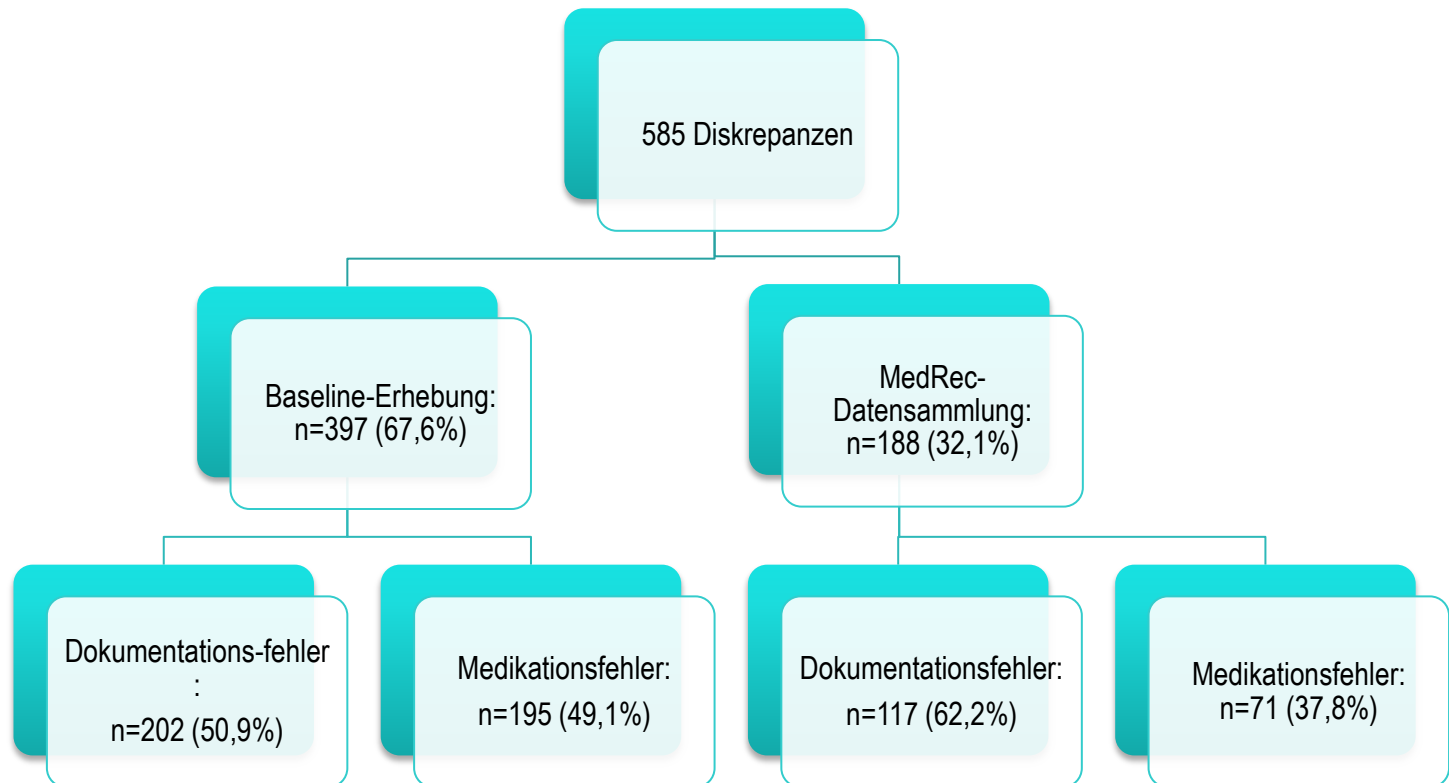 585 Diskrepanzen
Baseline-Erhebung:
n=397 (67,6%)
MedRec-
Datensammlung:
n=188 (32,1%)
Dokumentations-fehler
:
n=202 (50,9%)
Medikationsfehler:
n=195 (49,1%)
Dokumentationsfehler:
n=117 (62,2%)
Medikationsfehler:
n=71 (37,8%)